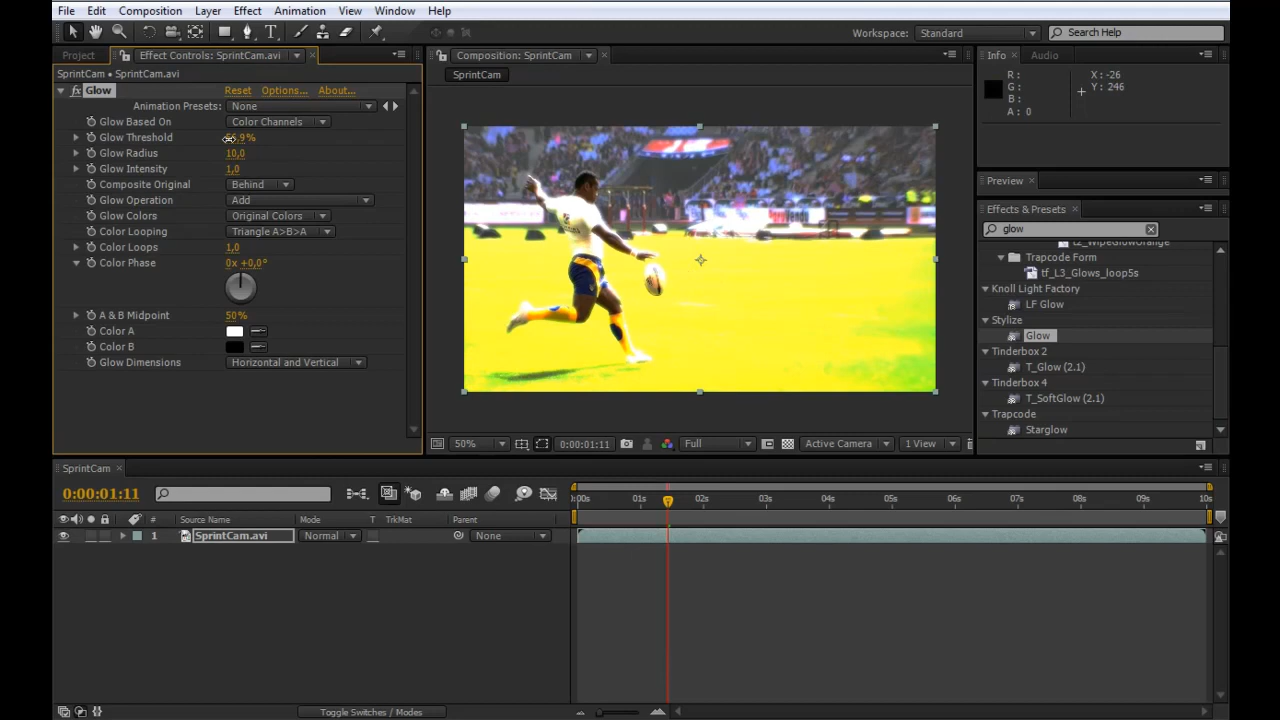 File Edit Composition Layer Effect Animation View Window Help
Workspace: Standard Search Help
Project Effect Controls: SprintCam.avi Composition: SprintCam Info Audio
SprintCam • SprintCam.avi SprintCam
fx Glow Reset Options... About...
Animation Presets: None
Glow Based On Color Channels
Glow Threshold
Glow Radius 10,0
Glow Intensity 1,0
Composite Original Behind
Glow Operation Add
Glow Colors Original Colors
Color Looping Triangle A>B>A
Color Loops 1,0
Color Phase 0x +0,0°
A & B Midpoint 50 %
Color A
Color B
Glow Dimensions Horizontal and Vertical
50% 0:00:01:11 Full Active Camera 1 View
R : X : -26
G : Y : 246
B :
A : 0
Preview
Effects & Presets
glow
Trapcode Form
tf_L3_Glows_loop5s
Knoll Light Factory
LF Glow
Stylize
Glow
Tinderbox 2
T_Glow (2.1)
Tinderbox 4
T_SoftGlow (2.1)
Trapcode
Starglow
SprintCam
0:00:01:11
:00s 01s 02s 03s 04s 05s 06s 07s 08s 09s 10s
# Source Name Mode T TrkMat Parent
1 SprintCam.avi Normal None
Toggle Switches / Modes